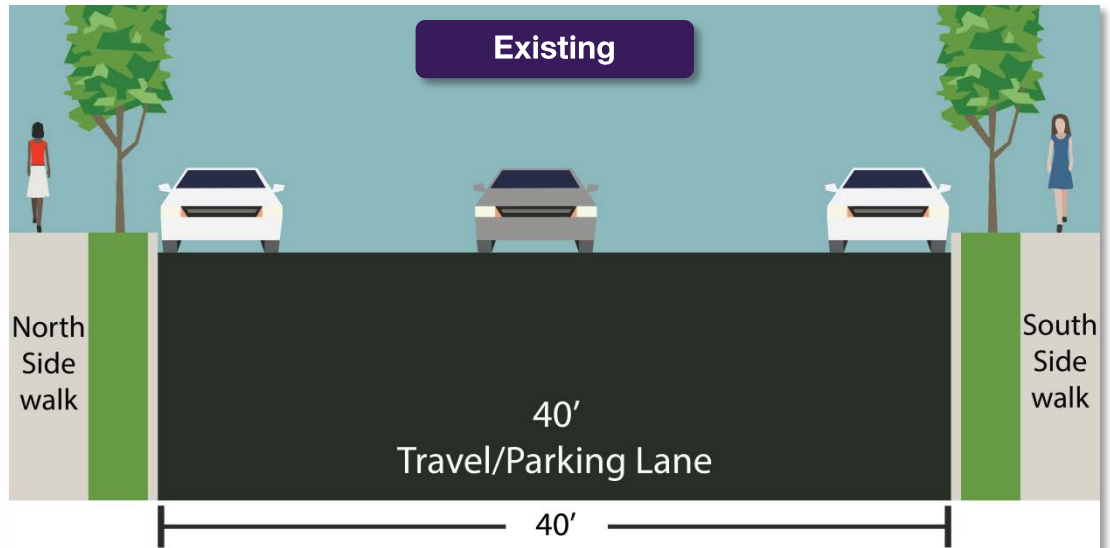 Existing
North
Side
walk
South
Side
walk
40’
Travel/Parking Lane
40’